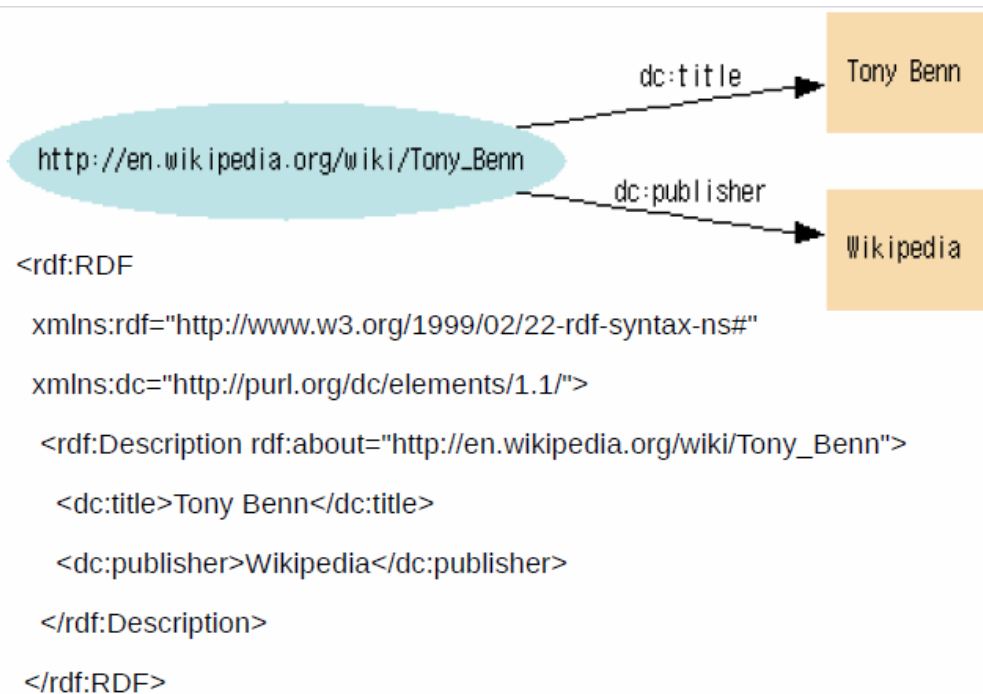 dc:title
Tony Benn
http://en.wikipedia.org/wiki/Tony_Benn
dc:publisher
Wikipedia
<rdf:RDF
xmlns:rdf="http://www.w3.org/1999/02/22-rdf-syntax-ns#"
xmlns:dc="http://purl.org/dc/elements/1.1/">
<rdf:Description rdf:about="http://en.wikipedia.org/wiki/Tony_Benn">
<dc:title>Tony Benn</dc:title>
<dc:publisher>Wikipedia</dc:publisher>
</rdf:Description>
</rdf:RDF>